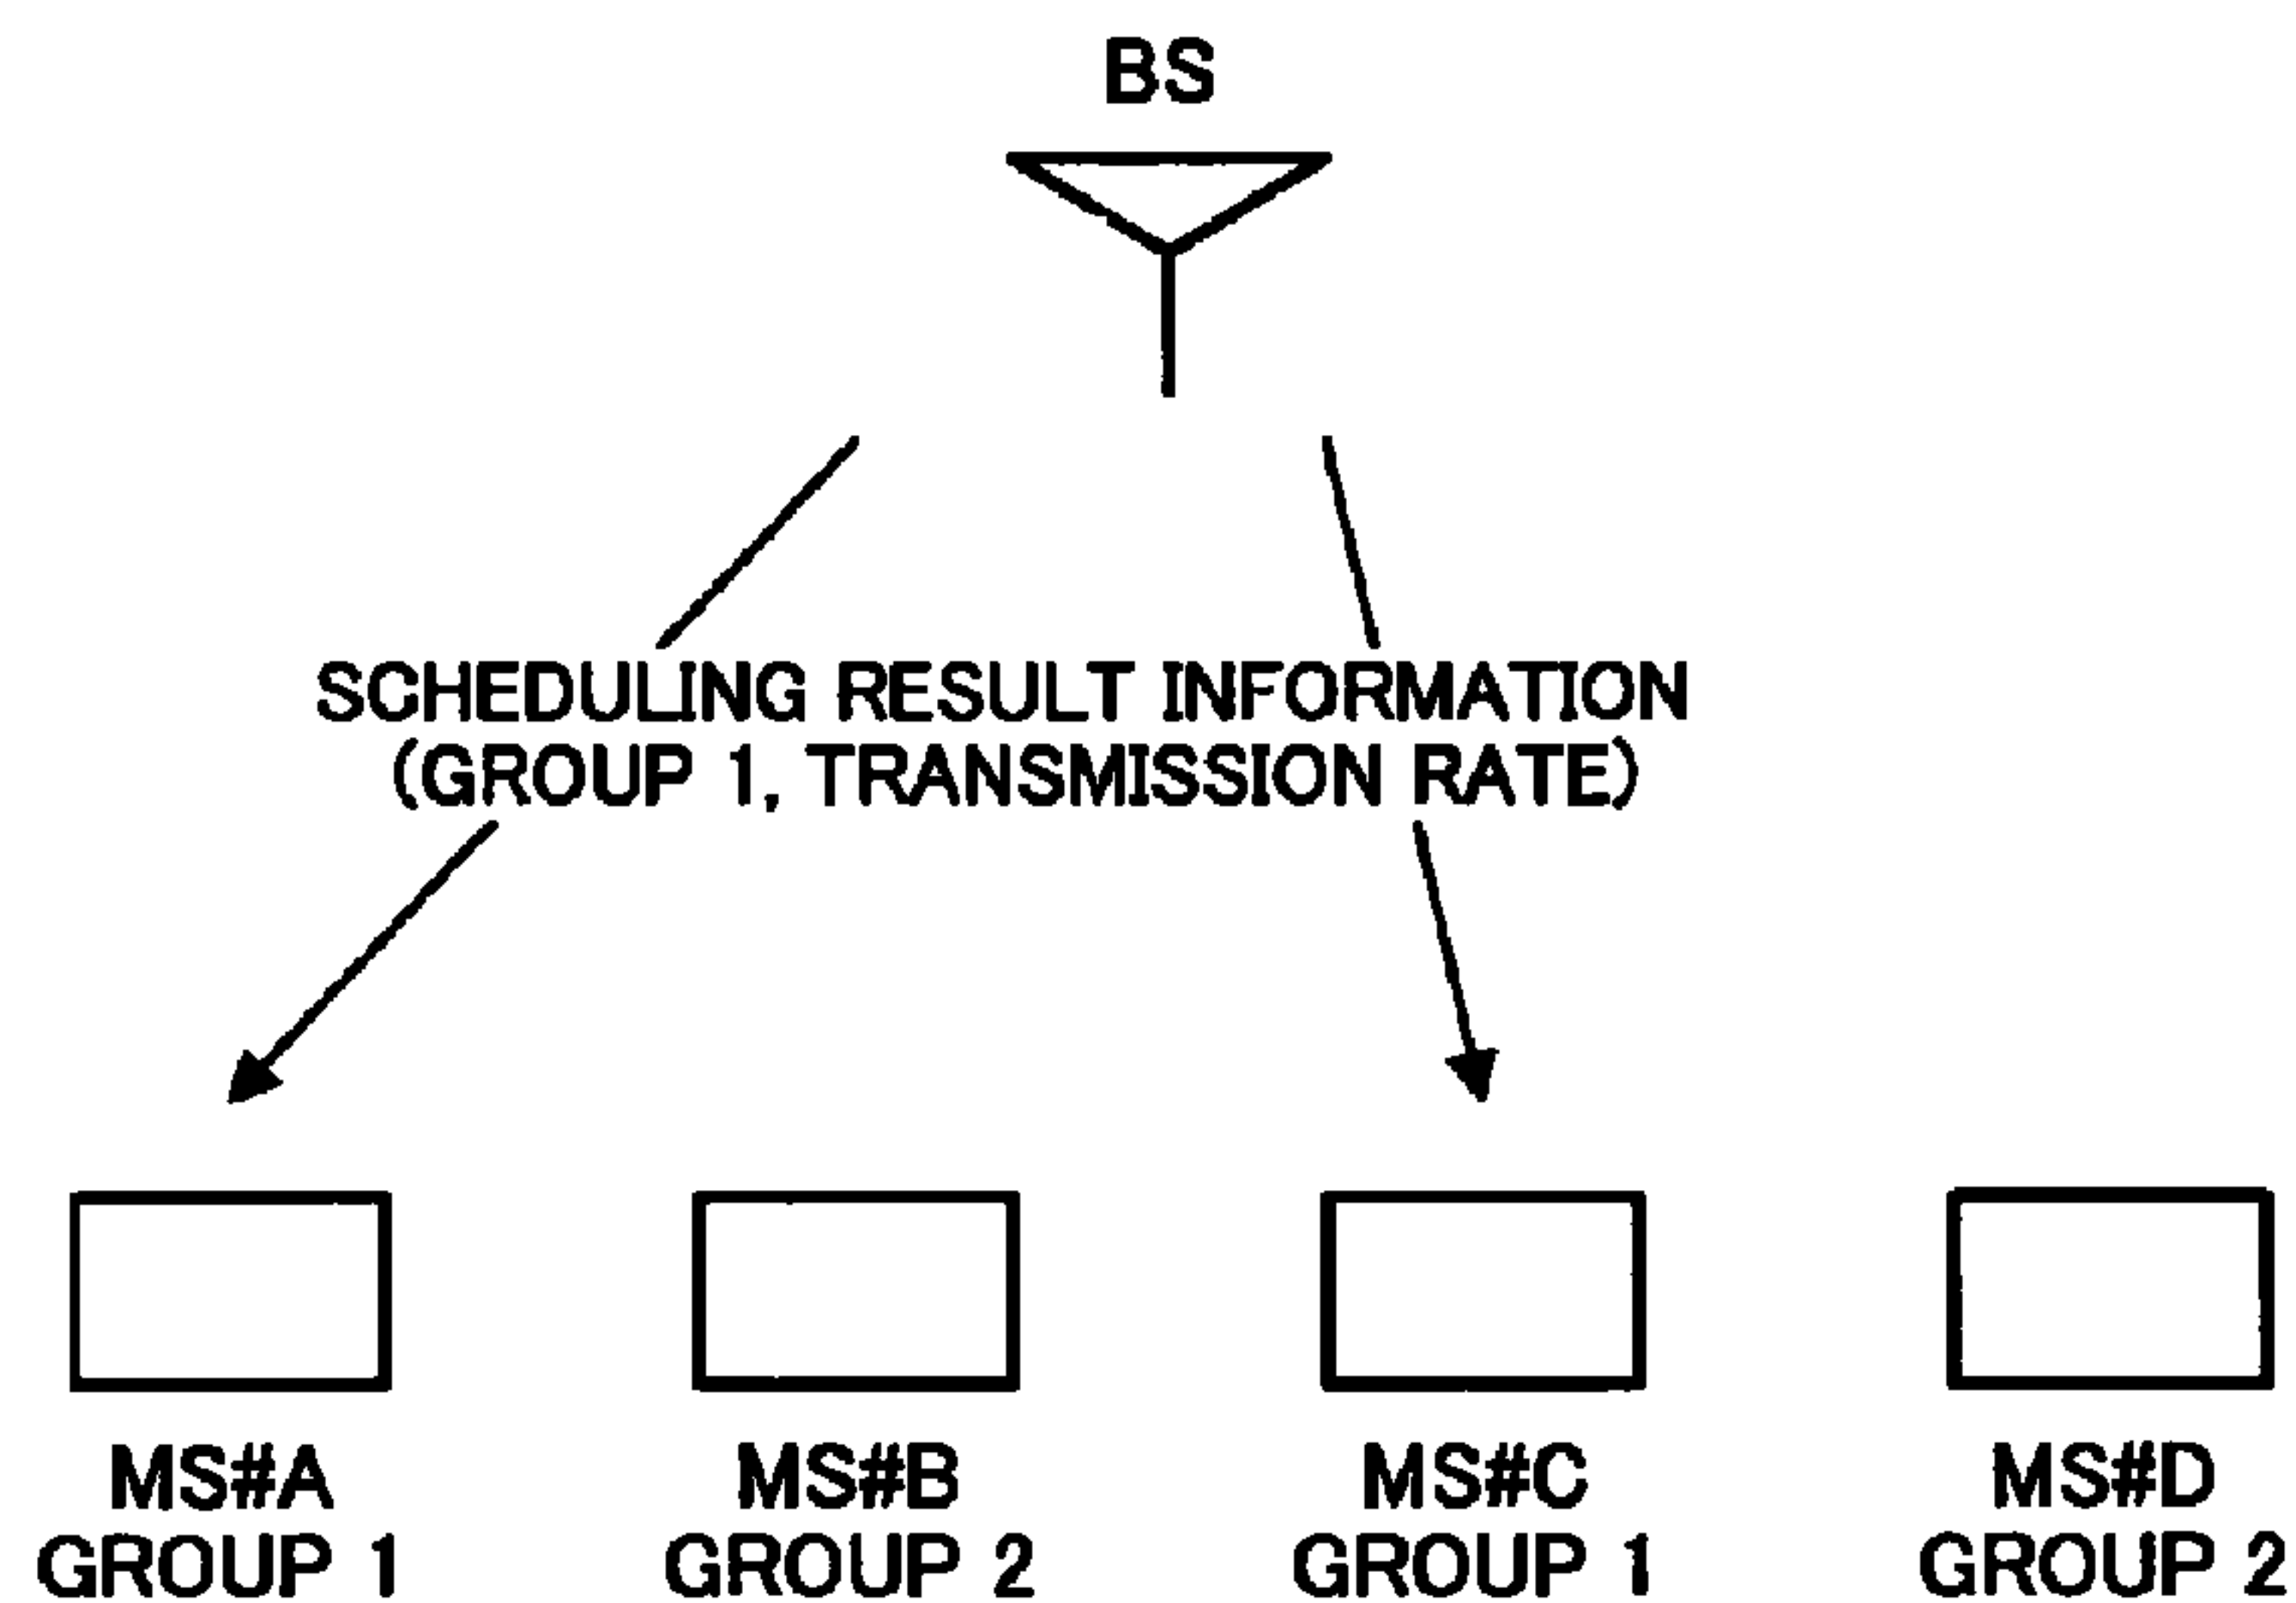 BS
SCHEDULING RESULT INFORMATION
(GROUP 1, TRANSMISSION RATE)
MS#A
GROUP 1
MS#B
GROUP 2
MS#C
GROUP 1
MS#D
GROUP 2